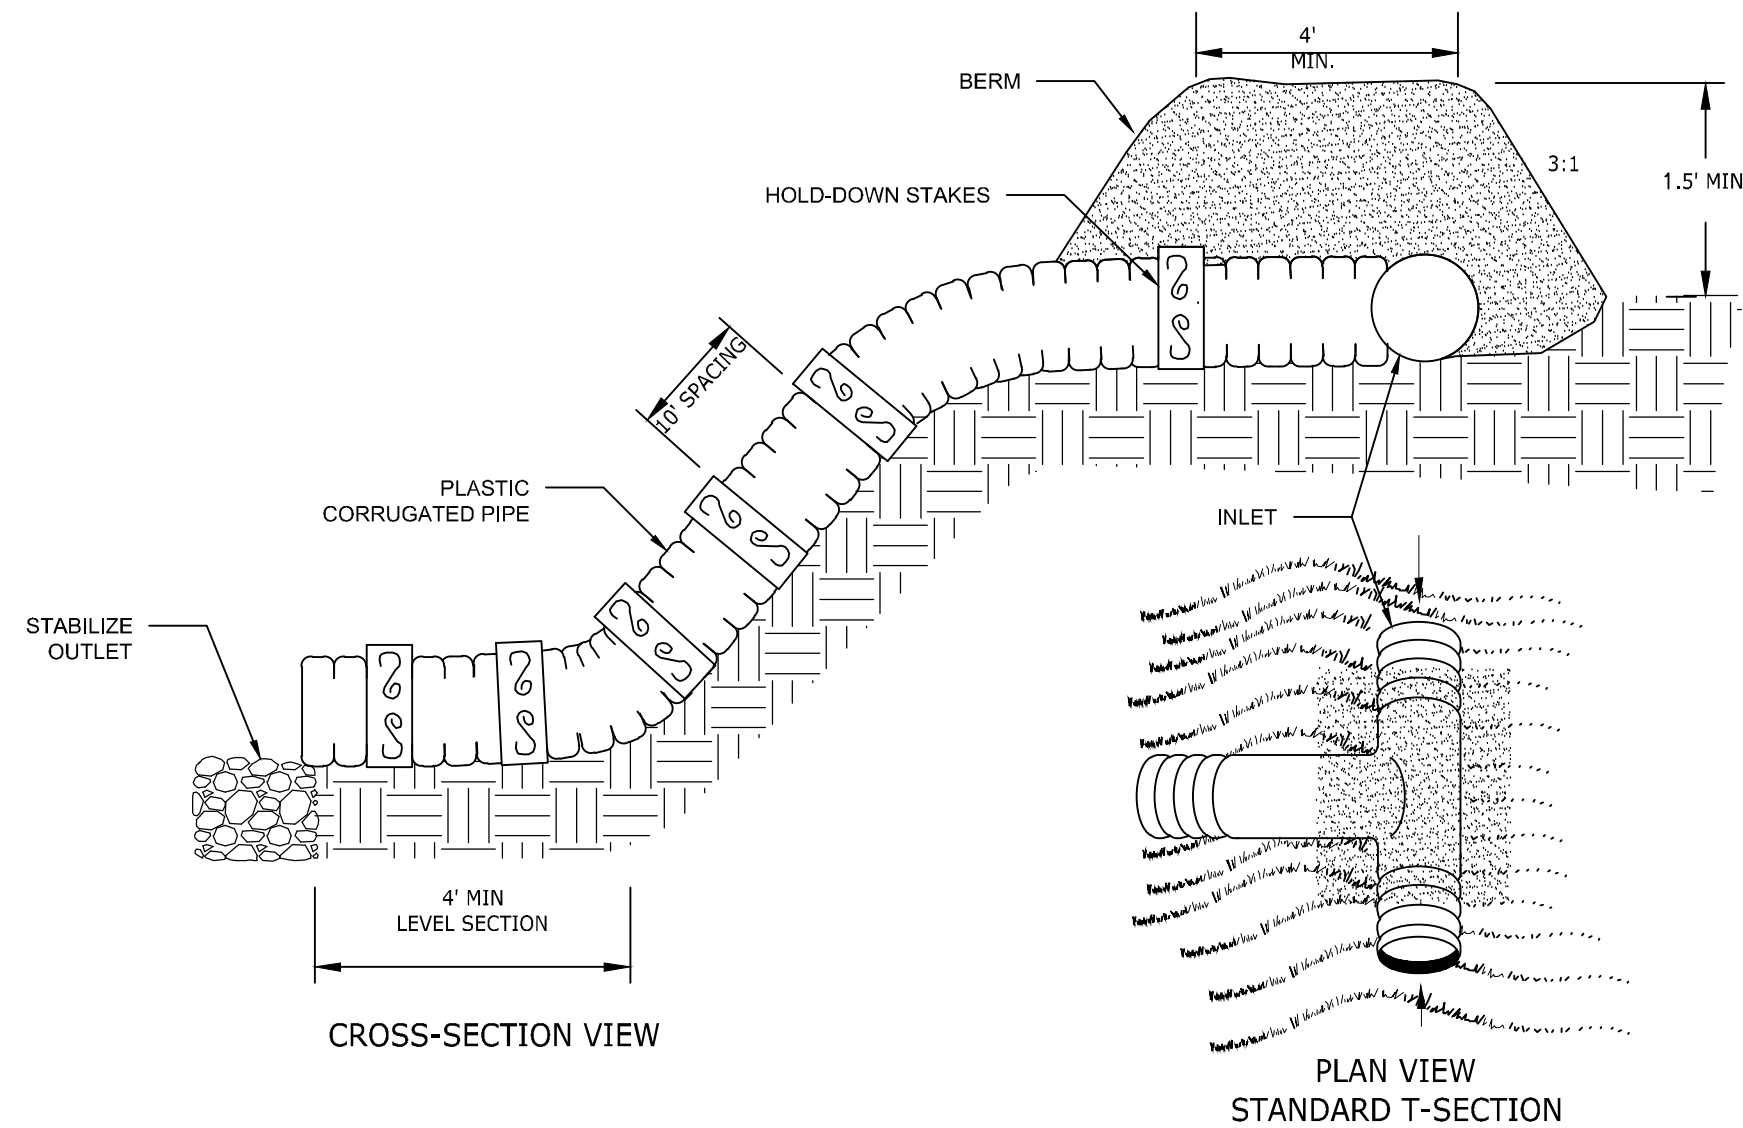 4'
MIN.
BERM
3:1
1.5' MIN
HOLD-DOWN STAKES
10' SPACING
PLASTIC
CORRUGATED PIPE
INLET
STABILIZE
OUTLET
4' MIN
LEVEL SECTION
CROSS-SECTION VIEW
PLAN VIEW
STANDARD T-SECTION